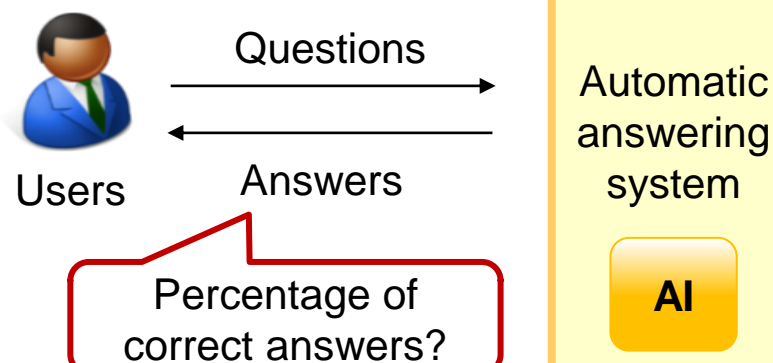 Questions
Users
Answers
Percentage of
correct answers?
Automatic
answering
system
AI